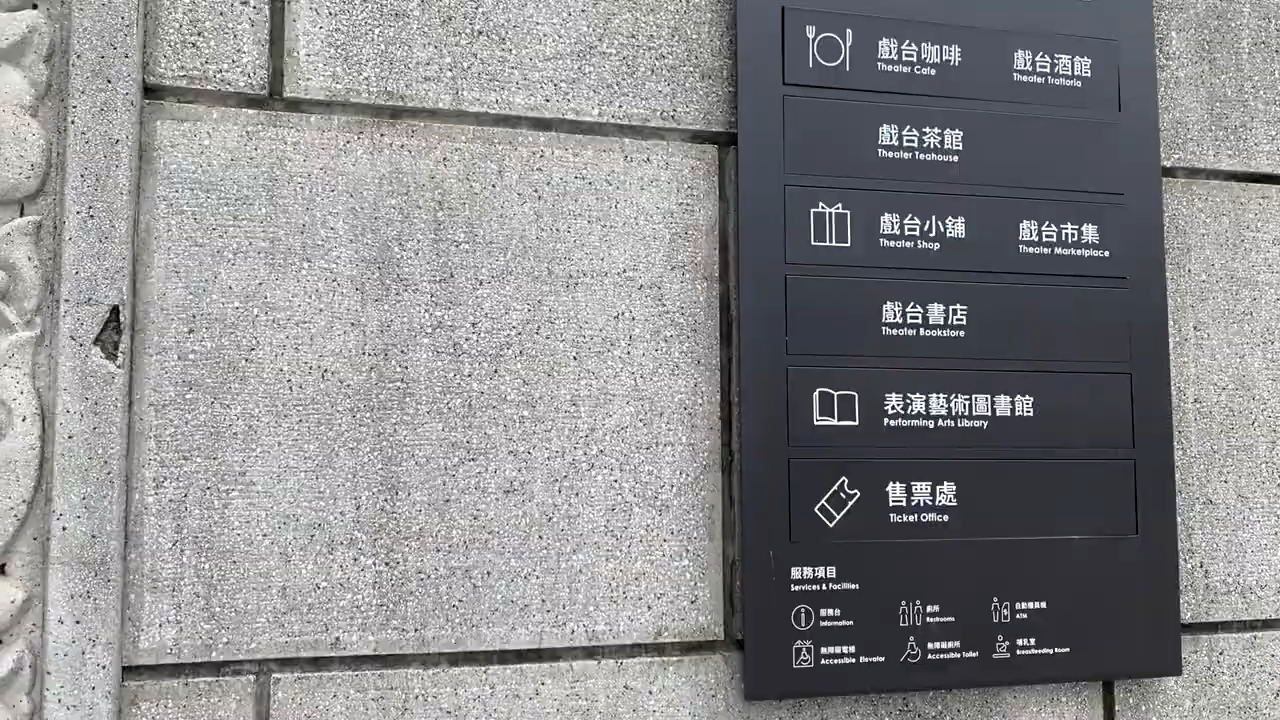 戲台咖啡 戲台酒館
Theater Cafe Theater Trattoria
戲台茶館
Theater Teahouse
戲台小舖 戲台市集
Theater Shop Theater Marketplace
戲台書店
Theater Bookstore
表演藝術圖書館
Performing Arts Library
售票處
Ticket Office
服務項目
Services & Facilities
服務台 廁所 自動櫃員機
Information Restrooms ATM
無障礙電梯 無障礙廁所 哺乳室
Accessible Elevator Accessible Toilet Breastfeeding Room